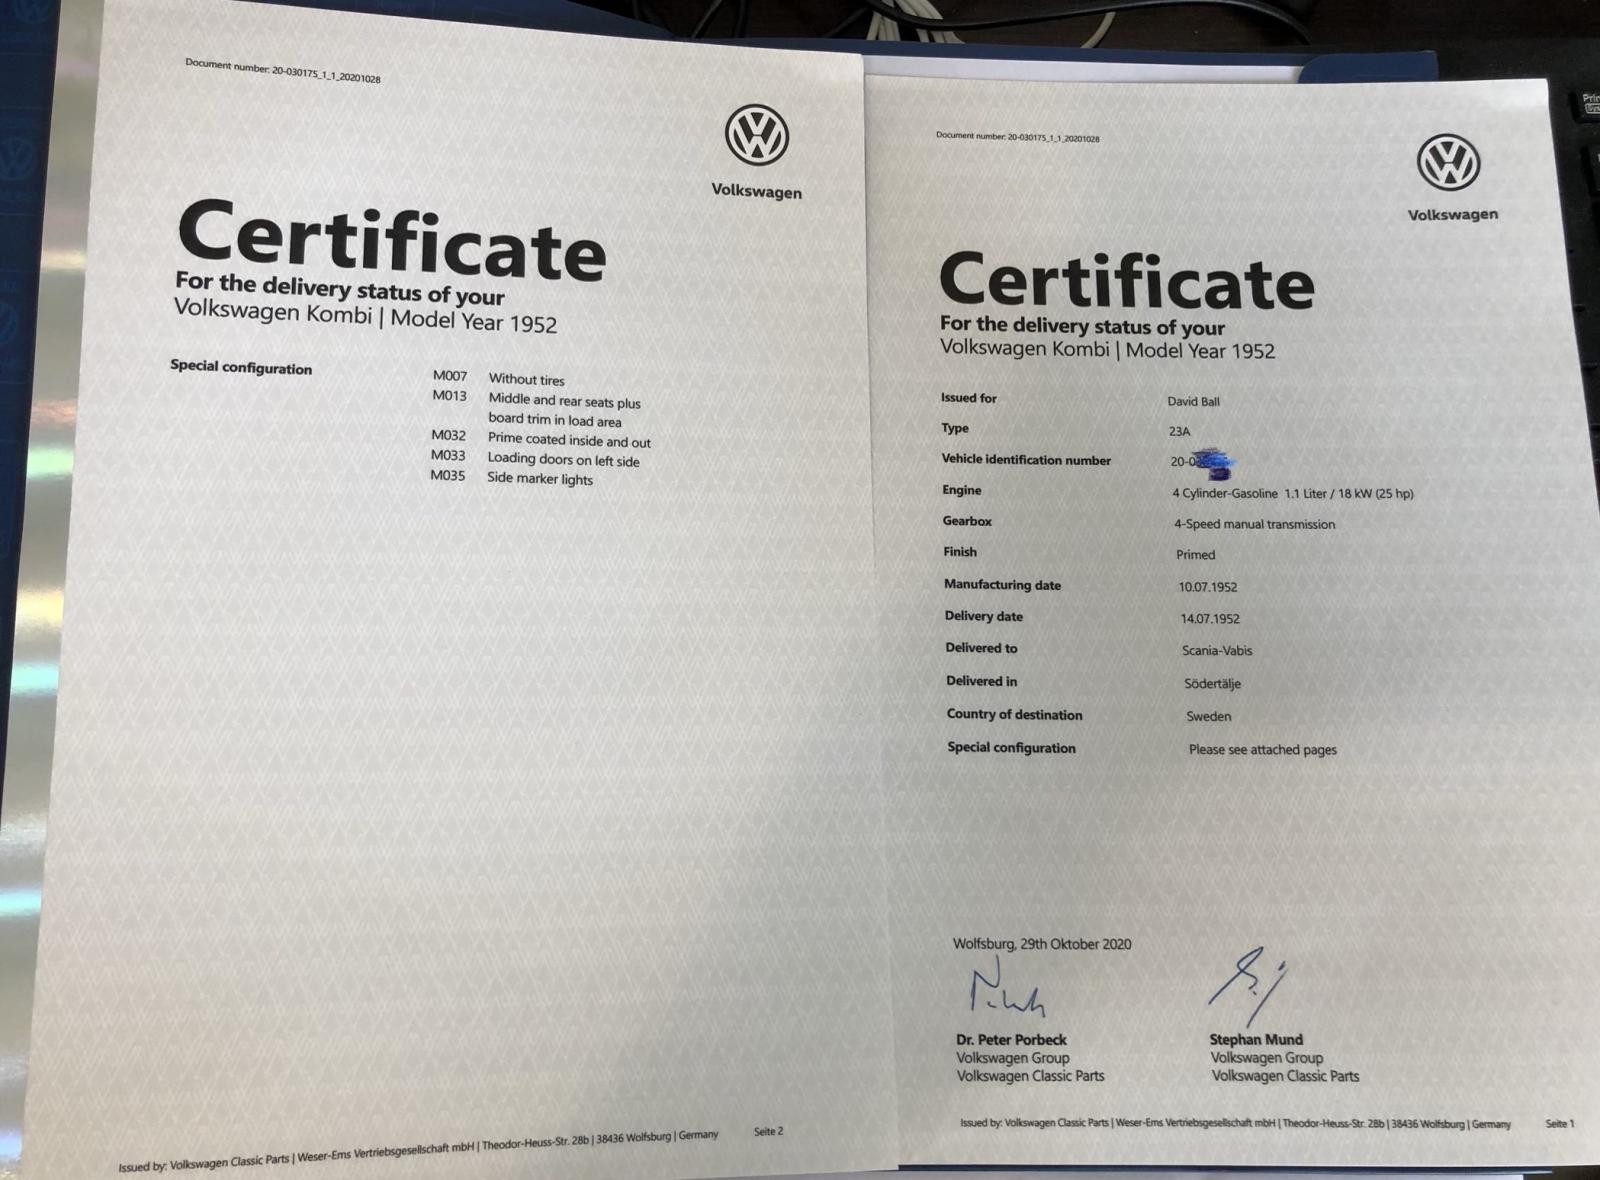 Document number: 20-030175_1_1_20201028
Volkswagen
Certificate
For the delivery status of your
Volkswagen Kombi | Model Year 1952
Special configuration
M007 Without tires
M013 Middle and rear seats plus
board trim in load area
M032 Prime coated inside and out
M033 Loading doors on left side
M035 Side marker lights
Issued by: Volkswagen Classic Parts | Weser-Ems Vertriebsgesellschaft mbH | Theodor-Heuss-Str. 28b | 38436 Wolfsburg | Germany
Seite 2
Document number: 20-030175_1_1_20201028
Volkswagen
Certificate
For the delivery status of your
Volkswagen Kombi | Model Year 1952
Issued for David Ball
Type 23A
Vehicle identification number 20-0
Engine 4 Cylinder-Gasoline 1.1 Liter / 18 kW (25 hp)
Gearbox 4-Speed manual transmission
Finish Primed
Manufacturing date 10.07.1952
Delivery date 14.07.1952
Delivered to Scania-Vabis
Delivered in Södertälje
Country of destination Sweden
Special configuration Please see attached pages
Wolfsburg, 29th Oktober 2020
Dr. Peter Porbeck Stephan Mund
Volkswagen Group Volkswagen Group
Volkswagen Classic Parts Volkswagen Classic Parts
Issued by: Volkswagen Classic Parts | Weser-Ems Vertriebsgesellschaft mbH | Theodor-Heuss-Str. 28b | 38436 Wolfsburg | Germany
Seite 1